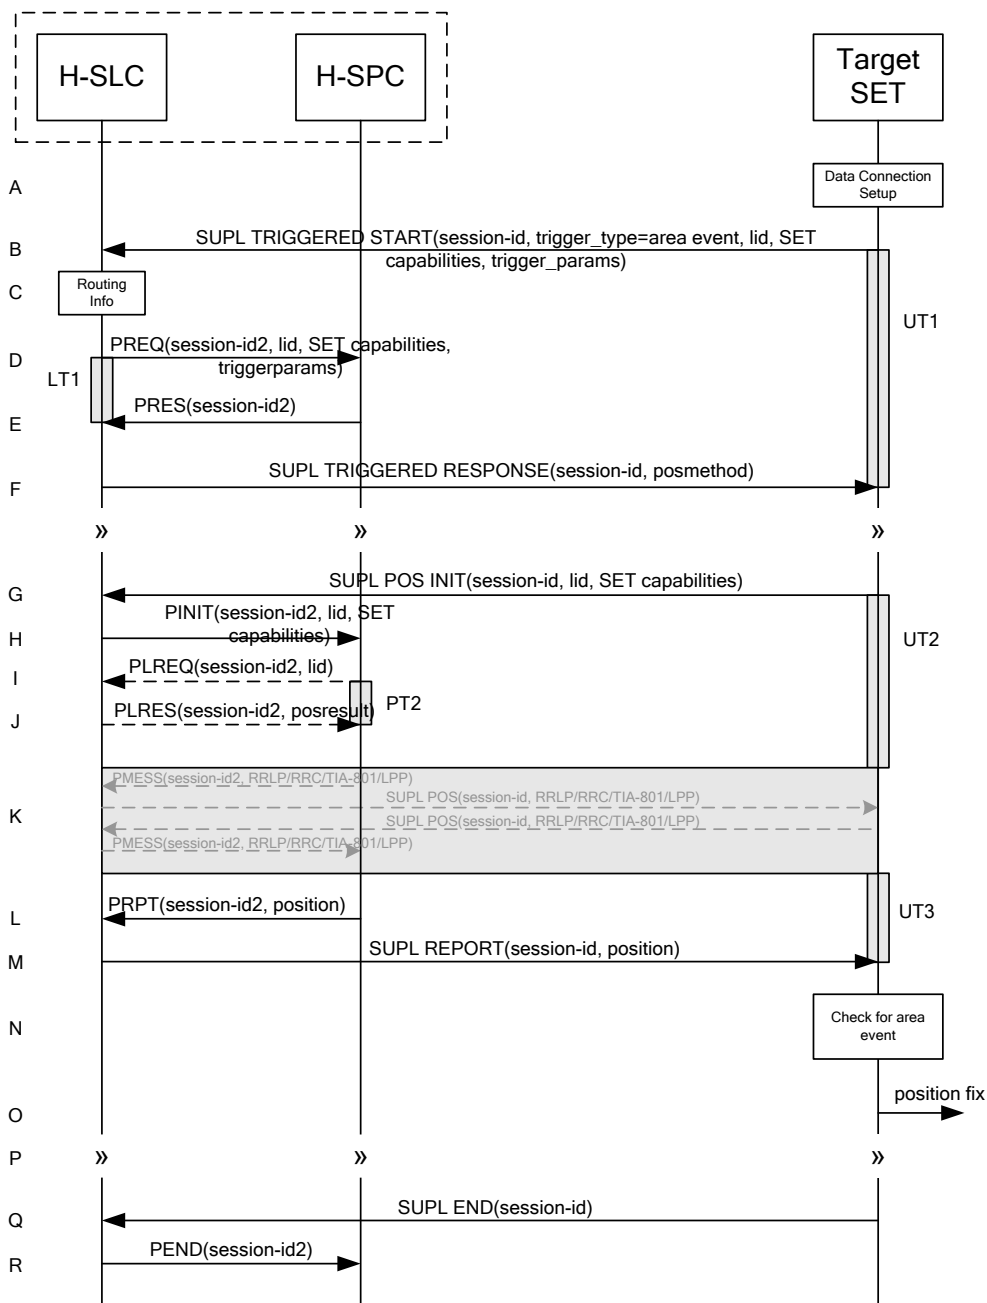 H-SLC
H-SPC
Target
SET
A
Data Connection
Setup
B
SUPL TRIGGERED START(session-id, trigger_type=area event, lid, SET
capabilities, trigger_params)
C
Routing
Info
UT1
D
PREQ(session-id2, lid, SET capabilities,
triggerparams)
LT1
E
PRES(session-id2)
F
SUPL TRIGGERED RESPONSE(session-id, posmethod)
» » »
G
SUPL POS INIT(session-id, lid, SET capabilities)
H
PINIT(session-id2, lid, SET
capabilities)
UT2
I
PLREQ(session-id2, lid)
J
PLRES(session-id2, posresult)
PT2
K
PMESS(session-id2, RRLP/RRC/TIA-801/LPP)
SUPL POS(session-id, RRLP/RRC/TIA-801/LPP)
SUPL POS(session-id, RRLP/RRC/TIA-801/LPP)
PMESS(session-id2, RRLP/RRC/TIA-801/LPP)
L
PRPT(session-id2, position)
UT3
M
SUPL REPORT(session-id, position)
N
Check for area
event
O
position fix
P
» » »
Q
SUPL END(session-id)
R
PEND(session-id2)